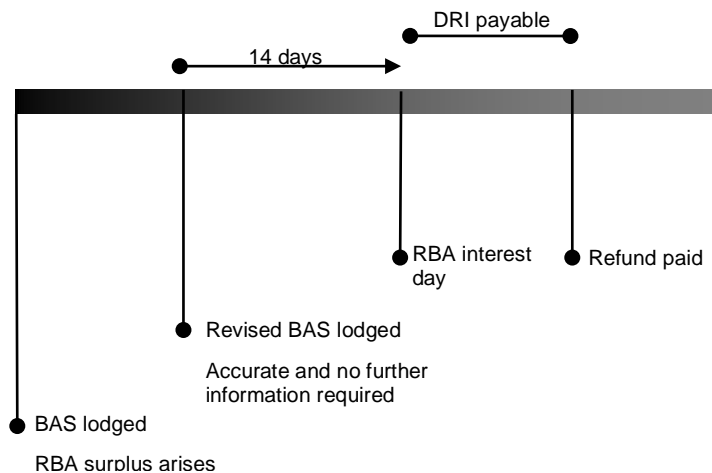 DRI payable
14 days
RBA interest
day
Refund paid
Revised BAS lodged
Accurate and no further
information required
BAS lodged
RBA surplus arises